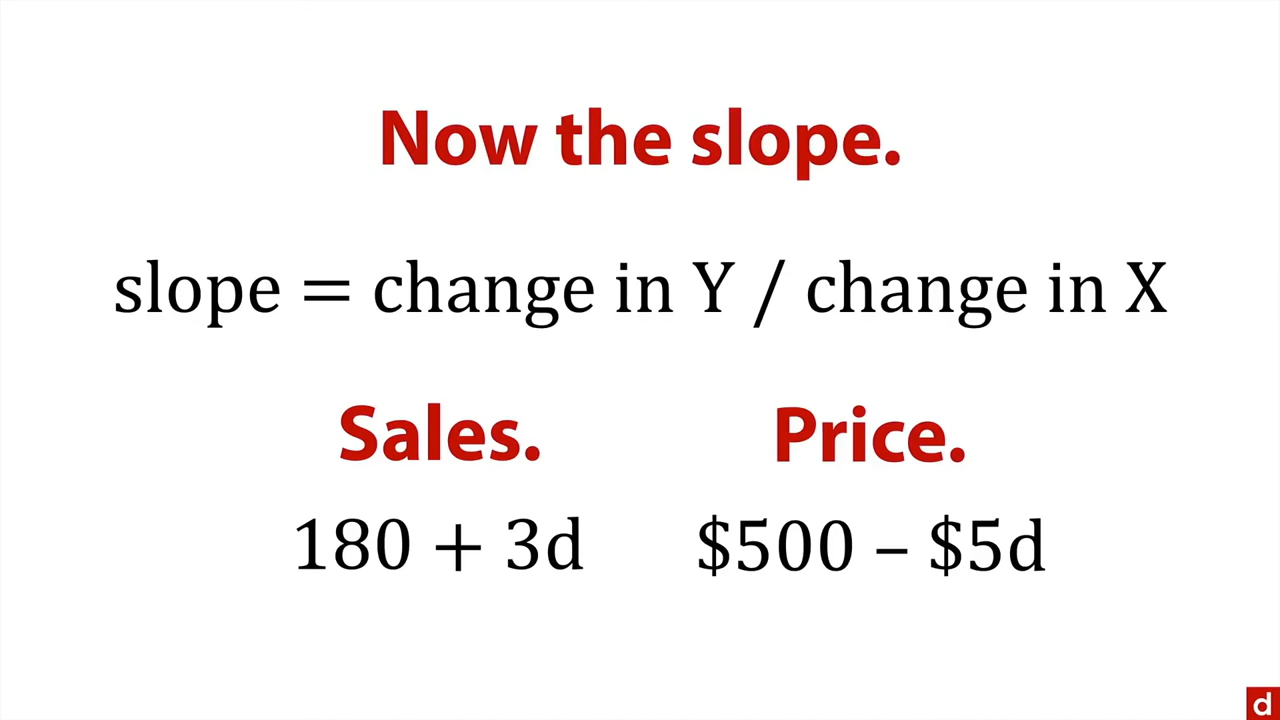 Now the slope.
slope = change in Y / change in X
Sales. Price.
180 + 3d $500 – $5d
d